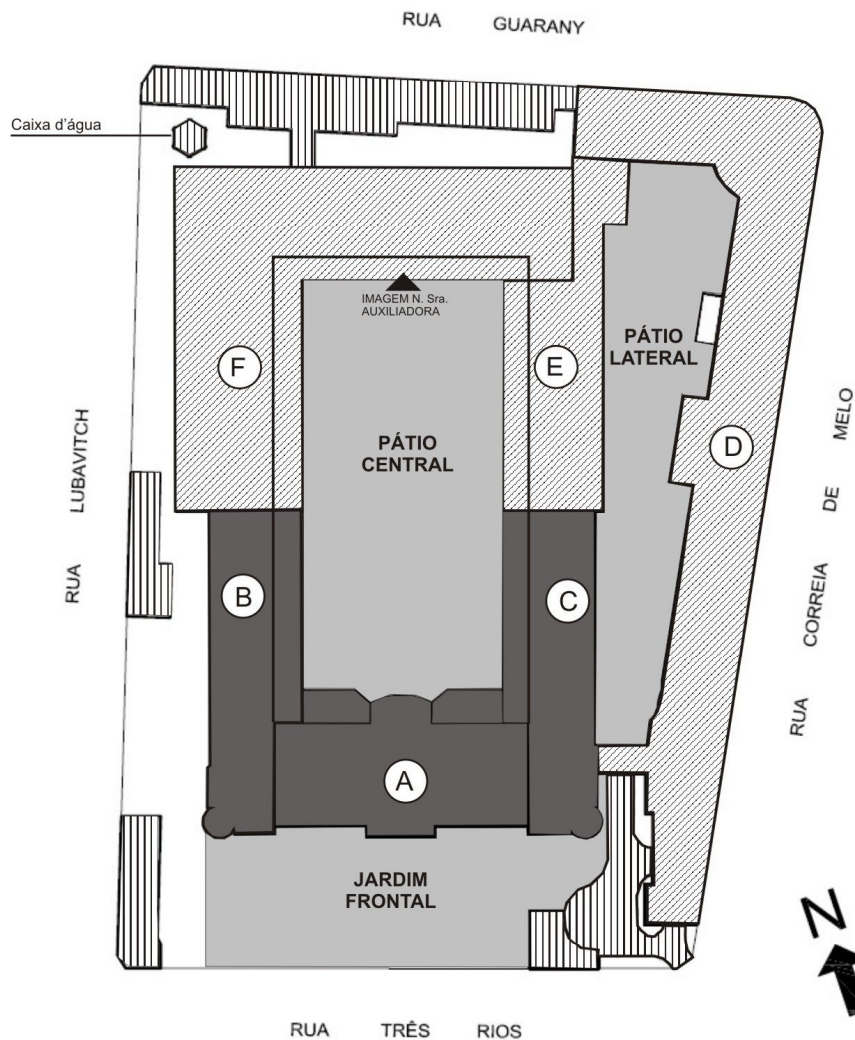 RUA GUARANY
Caixa d'água
IMAGEM N. Sra.
AUXILIADORA
PÁTIO
LATERAL
F
E
PÁTIO
CENTRAL
D
RUA LUBAVITCH
RUA CORREIA DE MELO
B
C
A
JARDIM
FRONTAL
N
RUA TRÊS RIOS